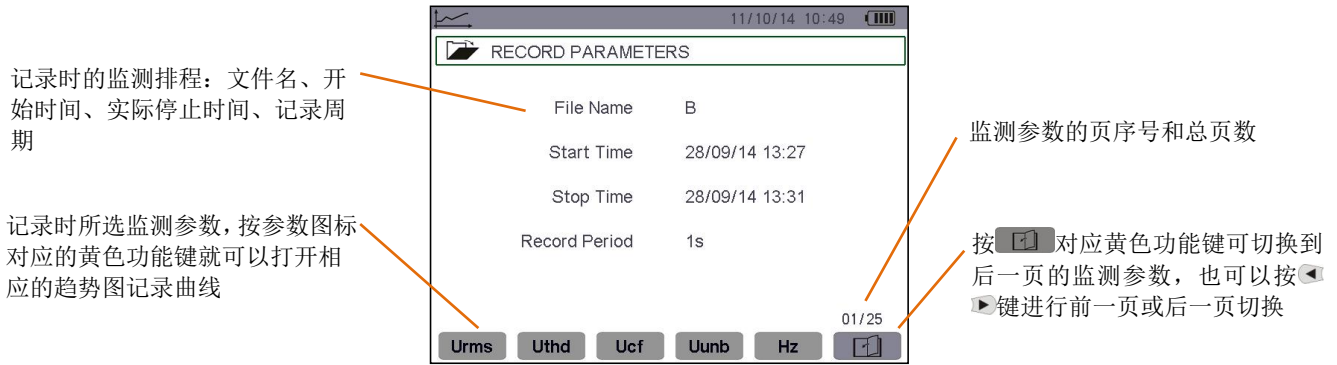 11/10/14 10:49
RECORD PARAMETERS
记录时的监测排程：文件名、开
始时间、实际停止时间、记录周
期
File Name B
Start Time 28/09/14 13:27
Stop Time 28/09/14 13:31
Record Period 1s
监测参数的页序号和总页数
记录时所选监测参数，按参数图标
对应的黄色功能键就可以打开相
应的趋势图记录曲线
按 对应黄色功能键可切换到
后一页的监测参数，也可以按
键进行前一页或后一页切换
01/25
Urms Uthd Ucf Uunb Hz